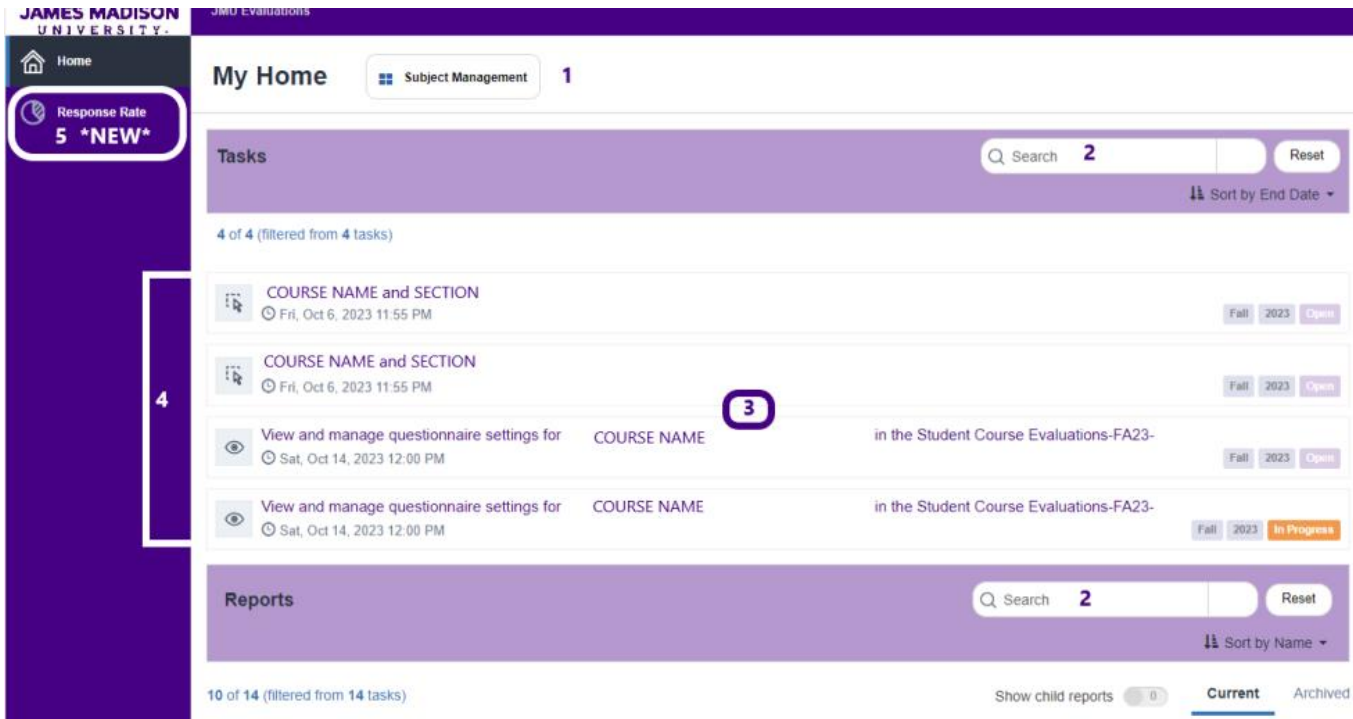 JAMES MADISON
UNIVERSITY.
JMU Evaluations
Home
Response Rate
5 *NEW*
My Home
Subject Management
1
Tasks
Search
2
Reset
Sort by End Date
4 of 4 (filtered from 4 tasks)
4
COURSE NAME and SECTION
Fri, Oct 6, 2023 11:55 PM
Fall 2023 Open
COURSE NAME and SECTION
Fri, Oct 6, 2023 11:55 PM
Fall 2023 Open
3
View and manage questionnaire settings for COURSE NAME in the Student Course Evaluations-FA23-
Sat, Oct 14, 2023 12:00 PM
Fall 2023 Open
View and manage questionnaire settings for COURSE NAME in the Student Course Evaluations-FA23-
Sat, Oct 14, 2023 12:00 PM
Fall 2023 In Progress
Reports
Search
2
Reset
Sort by Name
10 of 14 (filtered from 14 tasks)
Show child reports 0
Current Archived